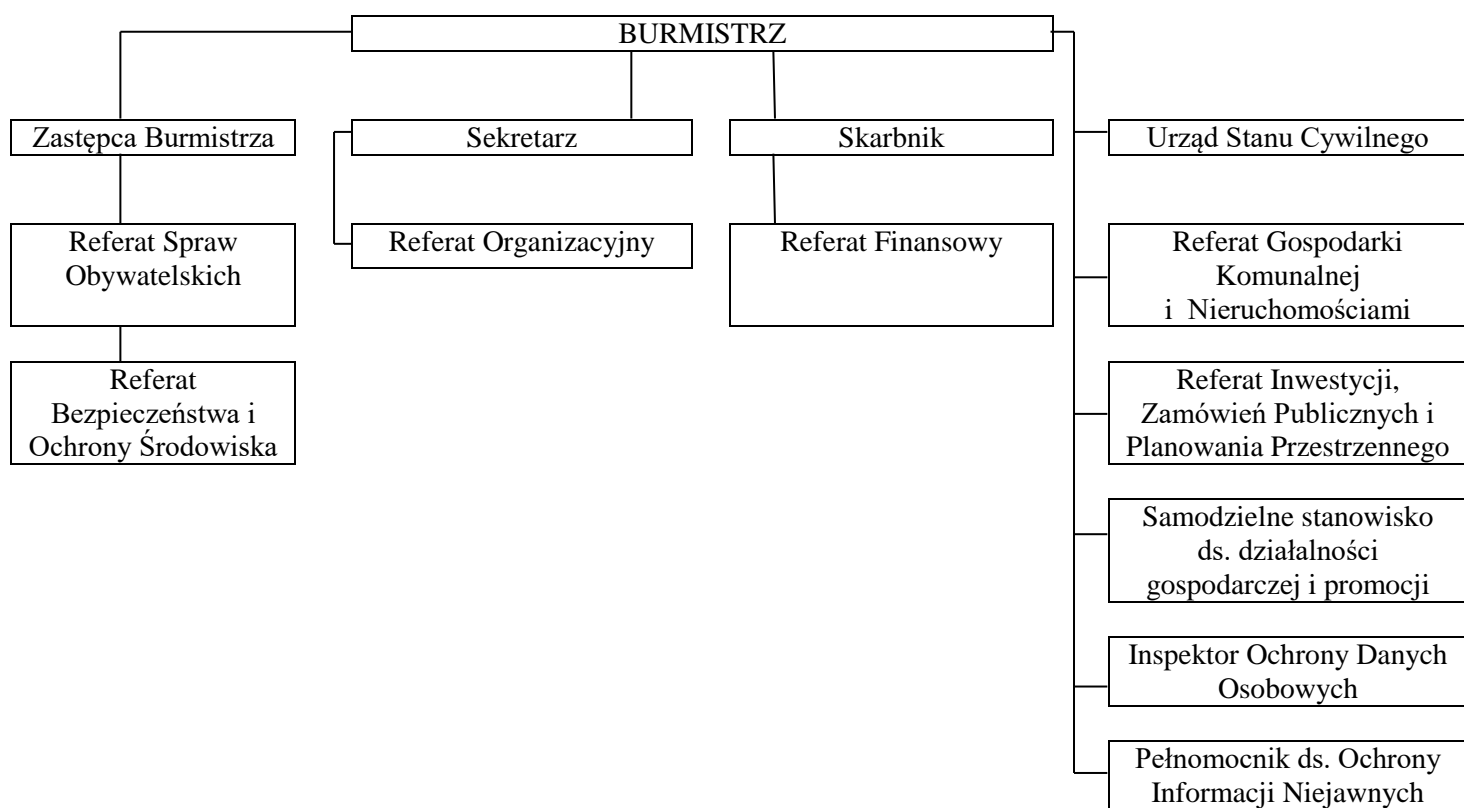 BURMISTRZ
Zastępca Burmistrza
Sekretarz
Skarbnik
Urząd Stanu Cywilnego
Referat Spraw
Obywatelskich
Referat Organizacyjny
Referat Finansowy
Referat Gospodarki
Komunalnej
i Nieruchomościami
Referat
Bezpieczeństwa i
Ochrony Środowiska
Referat Inwestycji,
Zamówień Publicznych i
Planowania Przestrzennego
Samodzielne stanowisko
ds. działalności
gospodarczej i promocji
Inspektor Ochrony Danych
Osobowych
Pełnomocnik ds. Ochrony
Informacji Niejawnych